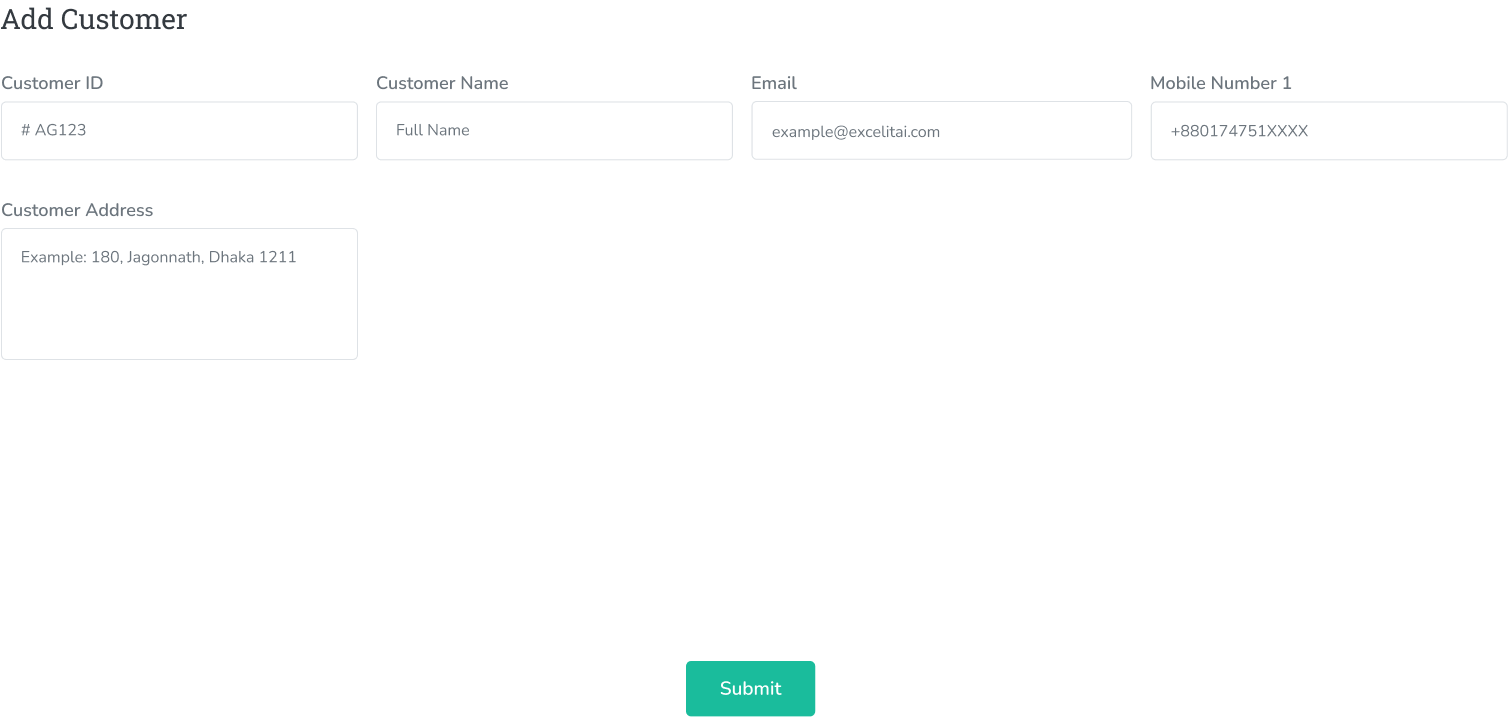 Add Customer
Customer ID
Customer Name
Email
Mobile Number 1
# AG123
Full Name
example@excelitai.com
+880174751XXXX
Customer Address
Example: 180, Jagonnath, Dhaka 1211
Submit